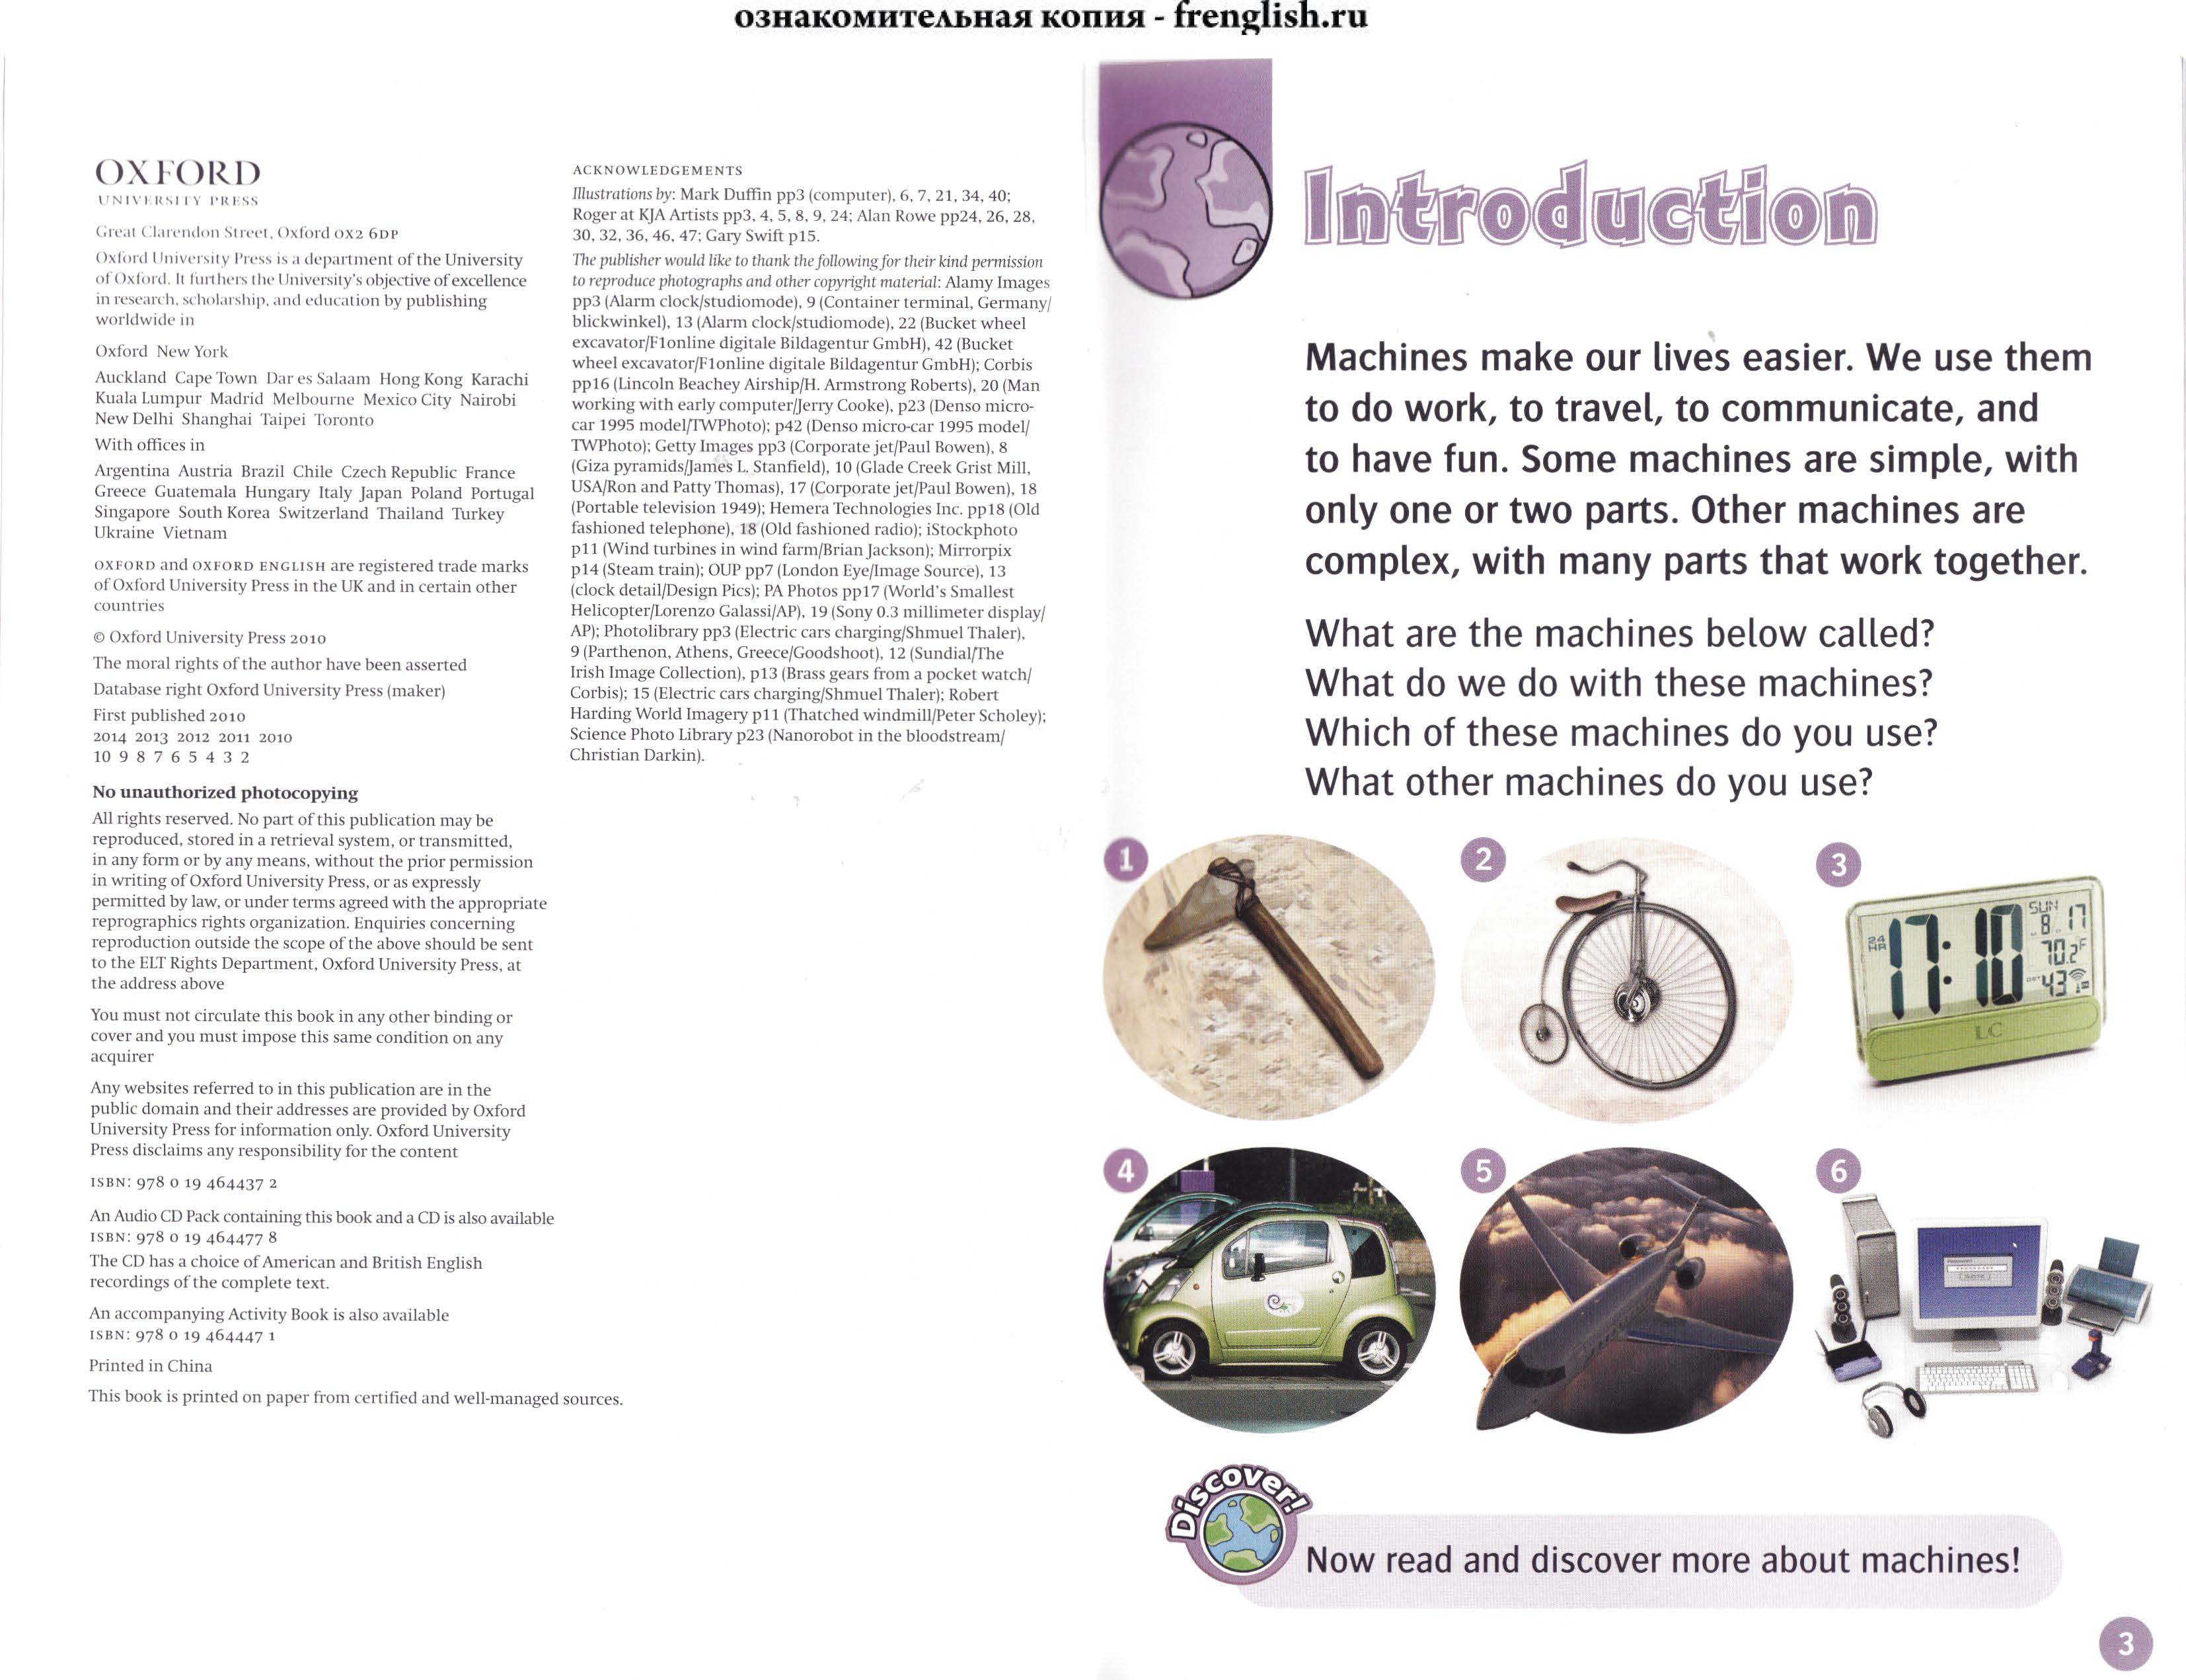 ознакомительная копия - frenglish.ru
OXFORD
UNIVERSITY PRESS
Great Clarendon Street, Oxford OX2 6DP
Oxford University Press is a department of the University
of Oxford. It furthers the University's objective of excellence
in research, scholarship, and education by publishing
worldwide in
Oxford New York
Auckland Cape Town Dar es Salaam Hong Kong Karachi
Kuala Lumpur Madrid Melbourne Mexico City Nairobi
New Delhi Shanghai Taipei Toronto
With offices in
Argentina Austria Brazil Chile Czech Republic France
Greece Guatemala Hungary Italy Japan Poland Portugal
Singapore South Korea Switzerland Thailand Turkey
Ukraine Vietnam
OXFORD and OXFORD ENGLISH are registered trade marks
of Oxford University Press in the UK and in certain other
countries
© Oxford University Press 2010
The moral rights of the author have been asserted
Database right Oxford University Press (maker)
First published 2010
2014 2013 2012 2011 2010
10 9 8 7 6 5 4 3 2
No unauthorized photocopying
All rights reserved. No part of this publication may be
reproduced, stored in a retrieval system, or transmitted,
in any form or by any means, without the prior permission
in writing of Oxford University Press, or as expressly
permitted by law, or under terms agreed with the appropriate
reprographics rights organization. Enquiries concerning
reproduction outside the scope of the above should be sent
to the ELT Rights Department, Oxford University Press, at
the address above
You must not circulate this book in any other binding or
cover and you must impose this same condition on any
acquirer
Any websites referred to in this publication are in the
public domain and their addresses are provided by Oxford
University Press for information only. Oxford University
Press disclaims any responsibility for the content
ISBN: 978 0 19 464437 2
An Audio CD Pack containing this book and a CD is also available
ISBN: 978 0 19 464477 8
The CD has a choice of American and British English
recordings of the complete text.
An accompanying Activity Book is also available
ISBN: 978 0 19 464447 1
Printed in China
This book is printed on paper from certified and well-managed sources.
ACKNOWLEDGEMENTS
Illustrations by: Mark Duffin pp3 (computer), 6, 7, 21, 34, 40;
Roger at KJA Artists pp3, 4, 5, 8, 9, 24; Alan Rowe pp24, 26, 28,
30, 32, 36, 46, 47; Gary Swift p15.
The publisher would like to thank the following for their kind permission
to reproduce photographs and other copyright material: Alamy Images
pp3 (Alarm clock/studiomode), 9 (Container terminal, Germany/
blickwinkel), 13 (Alarm clock/studiomode), 22 (Bucket wheel
excavator/F1online digitale Bildagentur GmbH), 42 (Bucket
wheel excavator/F1online digitale Bildagentur GmbH); Corbis
pp16 (Lincoln Beachey Airship/H. Armstrong Roberts), 20 (Man
working with early computer/Jerry Cooke), p23 (Denso micro-
car 1995 model/TWPhoto); p42 (Denso micro-car 1995 model/
TWPhoto); Getty Images pp3 (Corporate jet/Paul Bowen), 8
(Giza pyramids/James L. Stanfield), 10 (Glade Creek Grist Mill,
USA/Ron and Patty Thomas), 17 (Corporate jet/Paul Bowen), 18
(Portable television 1949); Hemera Technologies Inc. pp18 (Old
fashioned telephone), 18 (Old fashioned radio); iStockphoto
p11 (Wind turbines in wind farm/Brian Jackson); Mirrorpix
p14 (Steam train); OUP pp7 (London Eye/Image Source), 13
(clock detail/Design Pics); PA Photos pp17 (World's Smallest
Helicopter/Lorenzo Galassi/AP), 19 (Sony 0.3 millimeter display/
AP); Photolibrary pp3 (Electric cars charging/Shmuel Thaler),
9 (Parthenon, Athens, Greece/Goodshoot), 12 (Sundial/The
Irish Image Collection), p13 (Brass gears from a pocket watch/
Corbis); 15 (Electric cars charging/Shmuel Thaler); Robert
Harding World Imagery p11 (Thatched windmill/Peter Scholey);
Science Photo Library p23 (Nanorobot in the bloodstream/
Christian Darkin).
Introduction
Machines make our lives easier. We use them
to do work, to travel, to communicate, and
to have fun. Some machines are simple, with
only one or two parts. Other machines are
complex, with many parts that work together.
What are the machines below called?
What do we do with these machines?
Which of these machines do you use?
What other machines do you use?
1
2
3
24 HR 17:10 SUN
8 17
70.2F
43
LC
4
5
6
Discover!
Now read and discover more about machines!
3